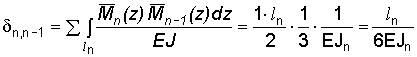 δn,n−1 = Σ ∫ln M̅n(z) M̅n−1(z)dz / EJ = 1·ln / 2 · 1 / 3 · 1 / EJn = ln / 6EJn